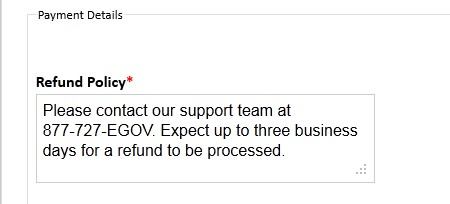 Payment Details
Refund Policy*
Please contact our support team at
877-727-EGOV. Expect up to three business
days for a refund to be processed.